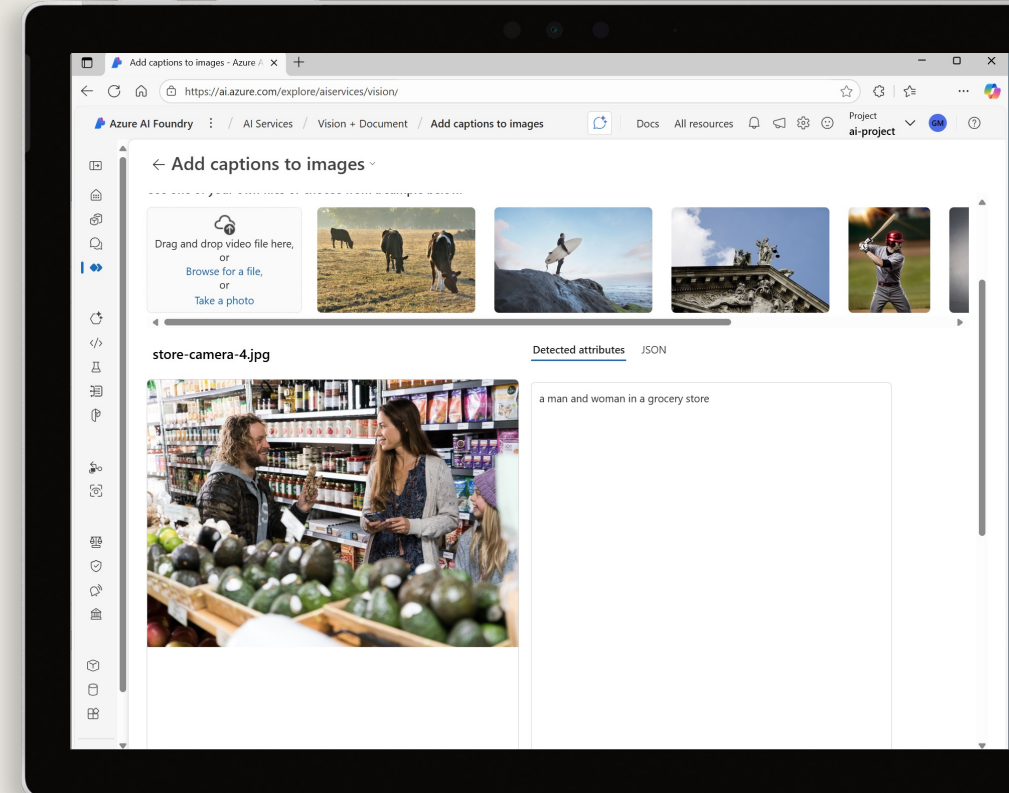 Add captions to images - Azure A
https://ai.azure.com/explore/aiservices/vision/
Azure AI Foundry / AI Services / Vision + Document / Add captions to images
Docs All resources
Project
ai-project
GM
Add captions to images
Drag and drop video file here,
or
Browse for a file,
or
Take a photo
store-camera-4.jpg
Detected attributes JSON
a man and woman in a grocery store